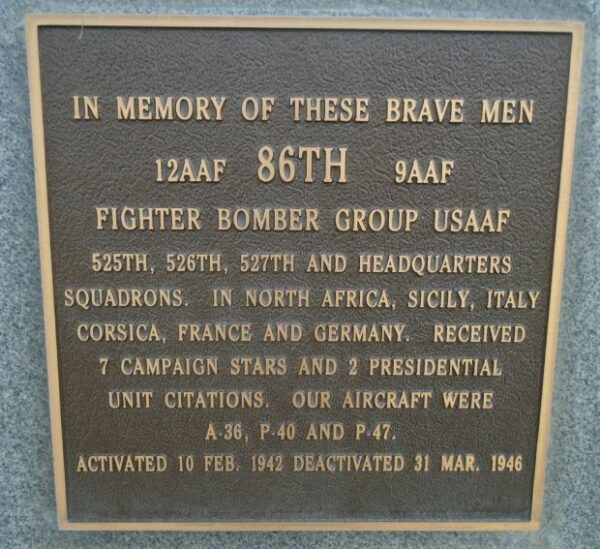 IN MEMORY OF THESE BRAVE MEN
12AAF 86TH 9AAF
FIGHTER BOMBER GROUP USAAF
525TH, 526TH, 527TH AND HEADQUARTERS
SQUADRONS. IN NORTH AFRICA, SICILY, ITALY
CORSICA, FRANCE AND GERMANY. RECEIVED
7 CAMPAIGN STARS AND 2 PRESIDENTIAL
UNIT CITATIONS. OUR AIRCRAFT WERE
A-36, P-40 AND P-47.
ACTIVATED 10 FEB. 1942 DEACTIVATED 31 MAR. 1946